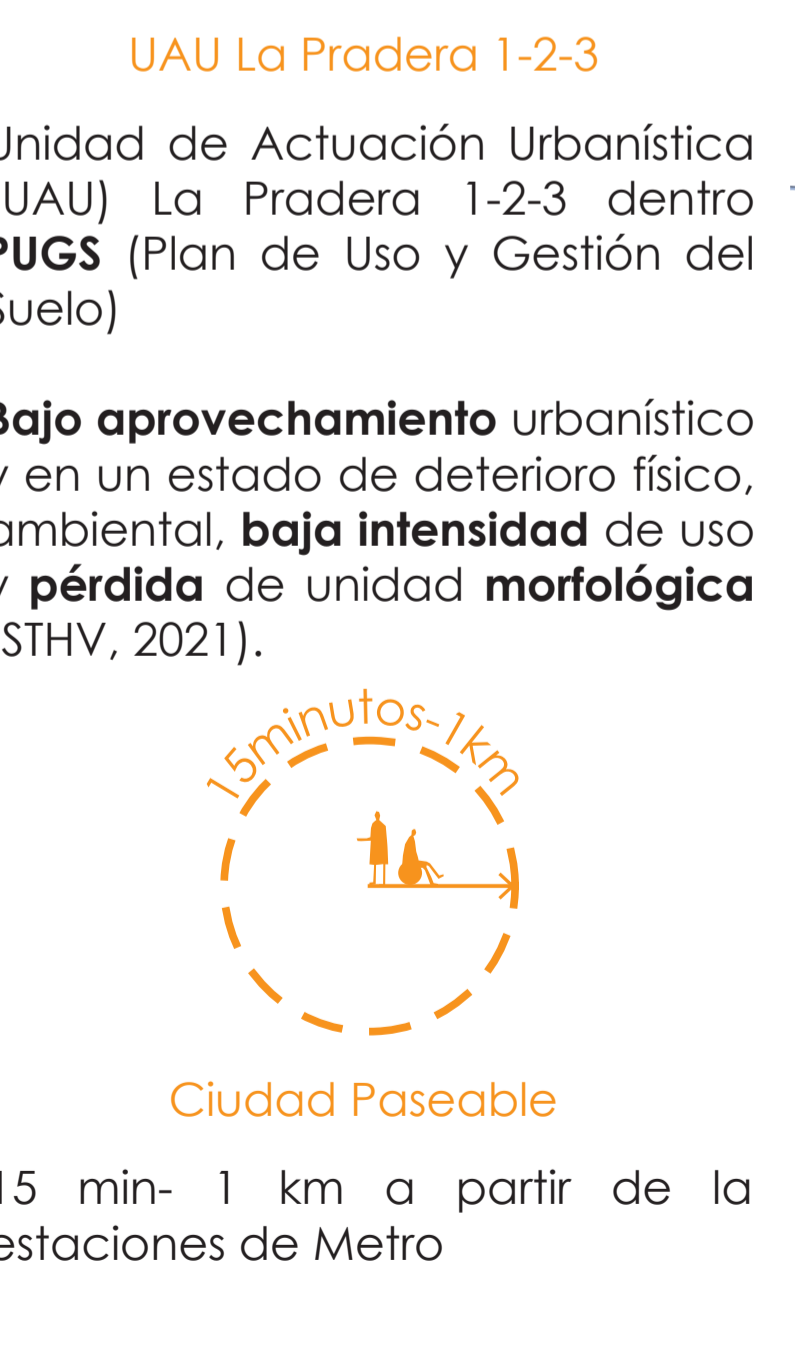 UAU La Pradera 1-2-3
Unidad de Actuación Urbanística
UAU) La Pradera 1-2-3 dentro
PUGS (Plan de Uso y Gestión del
Suelo)
Bajo aprovechamiento urbanístico
y en un estado de deterioro físico,
ambiental, baja intensidad de uso
y pérdida de unidad morfológica
STHV, 2021).
15minutos-1km
Ciudad Paseable
15 min- 1 km a partir de la
estaciones de Metro